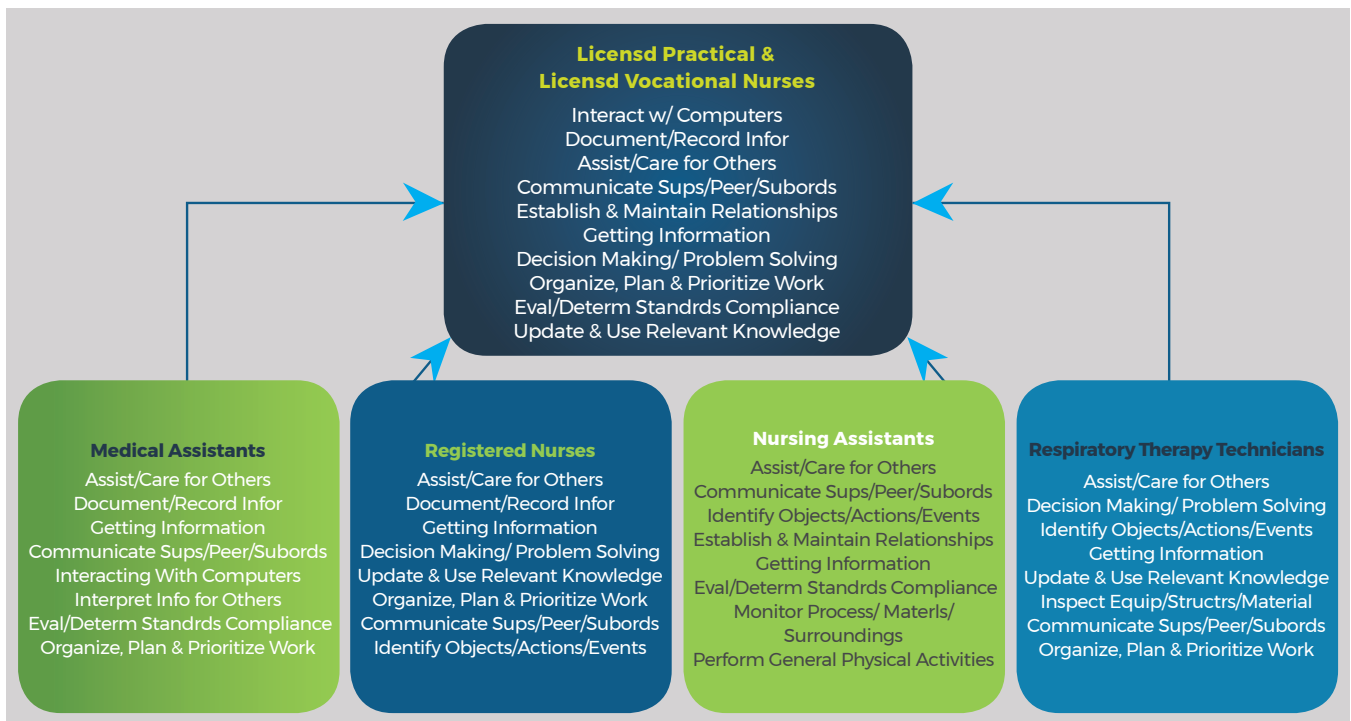 Licensd Practical &
Licensd Vocational Nurses
Interact w/ Computers
Document/Record Infor
Assist/Care for Others
Communicate Sups/Peer/Subords
Establish & Maintain Relationships
Getting Information
Decision Making/ Problem Solving
Organize, Plan & Prioritize Work
Eval/Determ Standrds Compliance
Update & Use Relevant Knowledge
Medical Assistants
Assist/Care for Others
Document/Record Infor
Getting Information
Communicate Sups/Peer/Subords
Interacting With Computers
Interpret Info for Others
Eval/Determ Standrds Compliance
Organize, Plan & Prioritize Work
Registered Nurses
Assist/Care for Others
Document/Record Infor
Getting Information
Decision Making/ Problem Solving
Update & Use Relevant Knowledge
Organize, Plan & Prioritize Work
Communicate Sups/Peer/Subords
Identify Objects/Actions/Events
Nursing Assistants
Assist/Care for Others
Communicate Sups/Peer/Subords
Identify Objects/Actions/Events
Establish & Maintain Relationships
Getting Information
Eval/Determ Standrds Compliance
Monitor Process/ Materls/
Surroundings
Perform General Physical Activities
Respiratory Therapy Technicians
Assist/Care for Others
Decision Making/ Problem Solving
Identify Objects/Actions/Events
Getting Information
Update & Use Relevant Knowledge
Inspect Equip/Structrs/Material
Communicate Sups/Peer/Subords
Organize, Plan & Prioritize Work